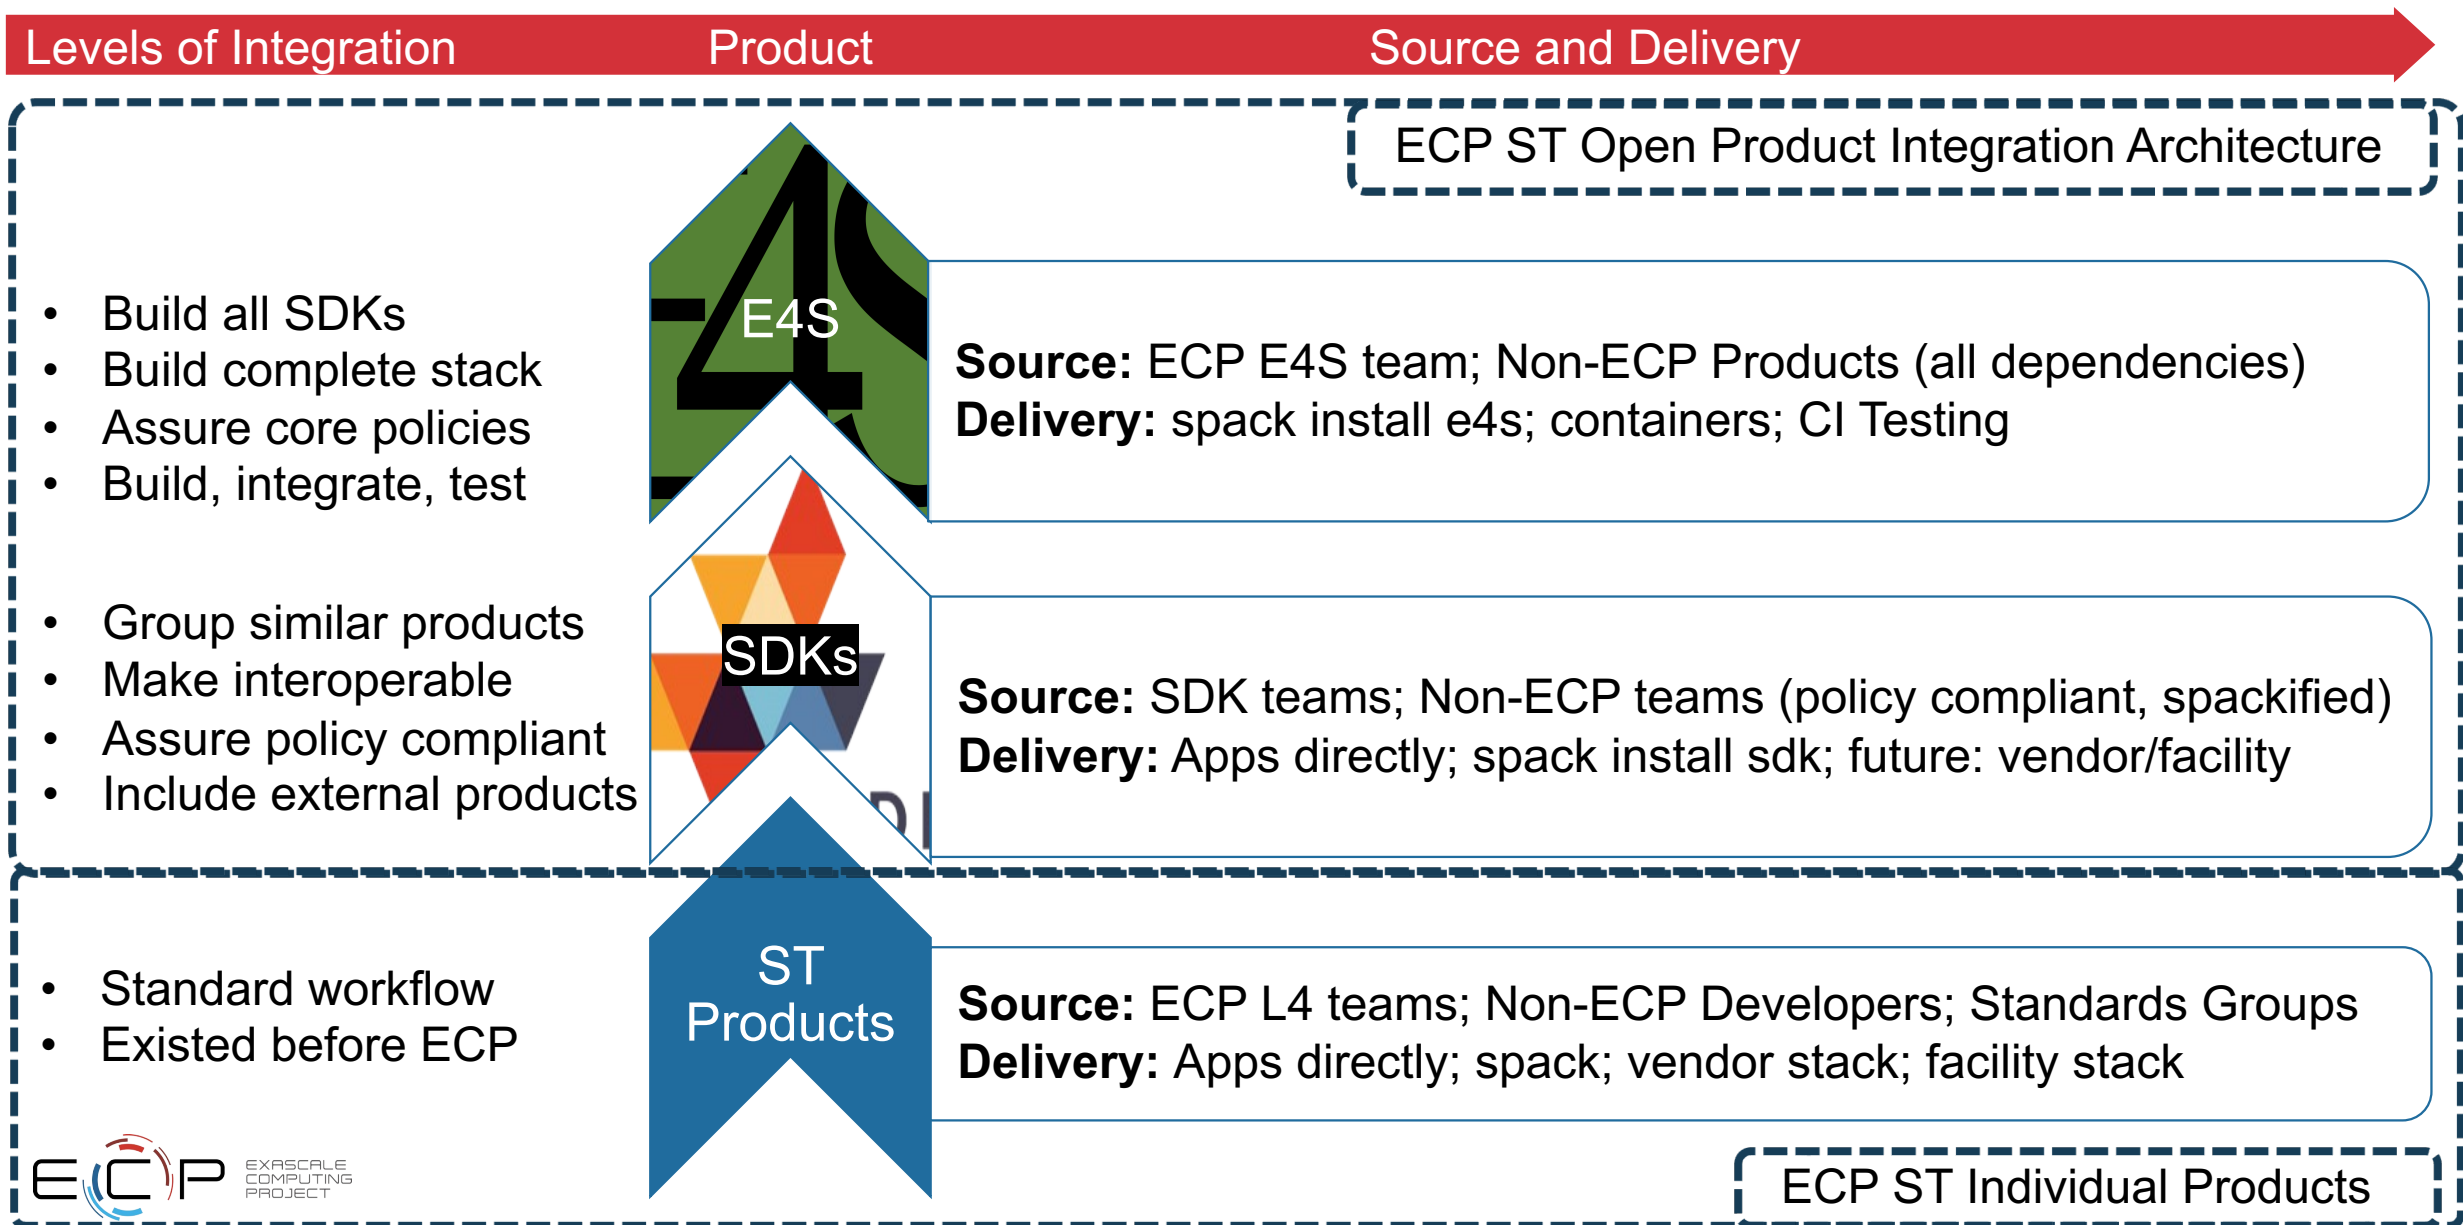 Levels of Integration Product Source and Delivery
ECP ST Open Product Integration Architecture
• Build all SDKs
• Build complete stack
• Assure core policies
• Build, integrate, test
E4S
Source: ECP E4S team; Non-ECP Products (all dependencies)
Delivery: spack install e4s; containers; CI Testing
• Group similar products
• Make interoperable
• Assure policy compliant
• Include external products
SDKs
Source: SDK teams; Non-ECP teams (policy compliant, spackified)
Delivery: Apps directly; spack install sdk; future: vendor/facility
• Standard workflow
• Existed before ECP
ST
Products
Source: ECP L4 teams; Non-ECP Developers; Standards Groups
Delivery: Apps directly; spack; vendor stack; facility stack
ECP
EXASCALE
COMPUTING
PROJECT
ECP ST Individual Products